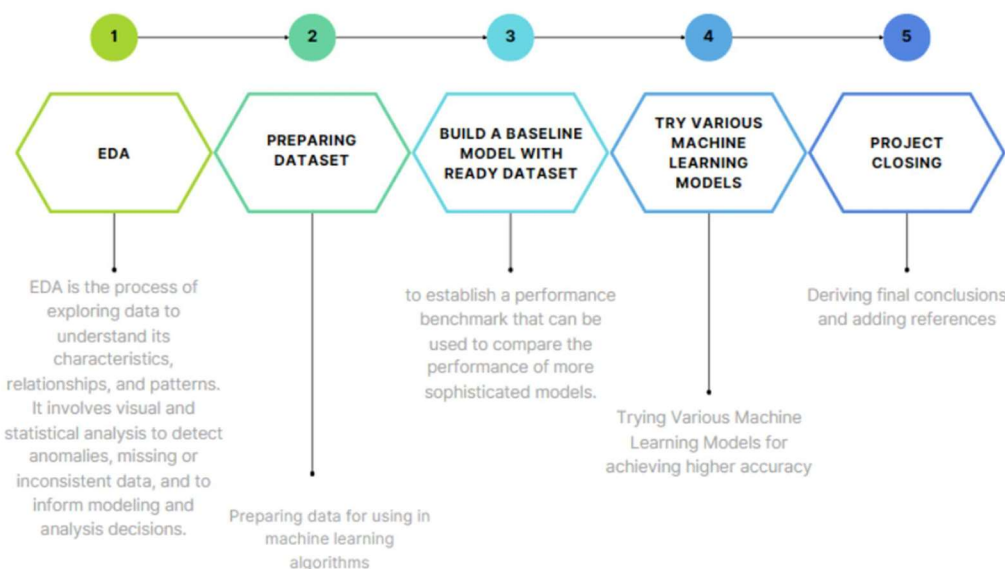 1
2
3
4
5
EDA
PREPARING
DATASET
BUILD A BASELINE
MODEL WITH
READY DATASET
TRY VARIOUS
MACHINE
LEARNING
MODELS
PROJECT
CLOSING
EDA is the process of
exploring data to
understand its
characteristics,
relationships, and patterns.
It involves visual and
statistical analysis to detect
anomalies, missing or
inconsistent data, and to
inform modeling and
analysis decisions.
Preparing data for using in
machine learning
algorithms
to establish a performance
benchmark that can be
used to compare the
performance of more
sophisticated models.
Trying Various Machine
Learning Models for
achieving higher accuracy
Deriving final conclusions
and adding references